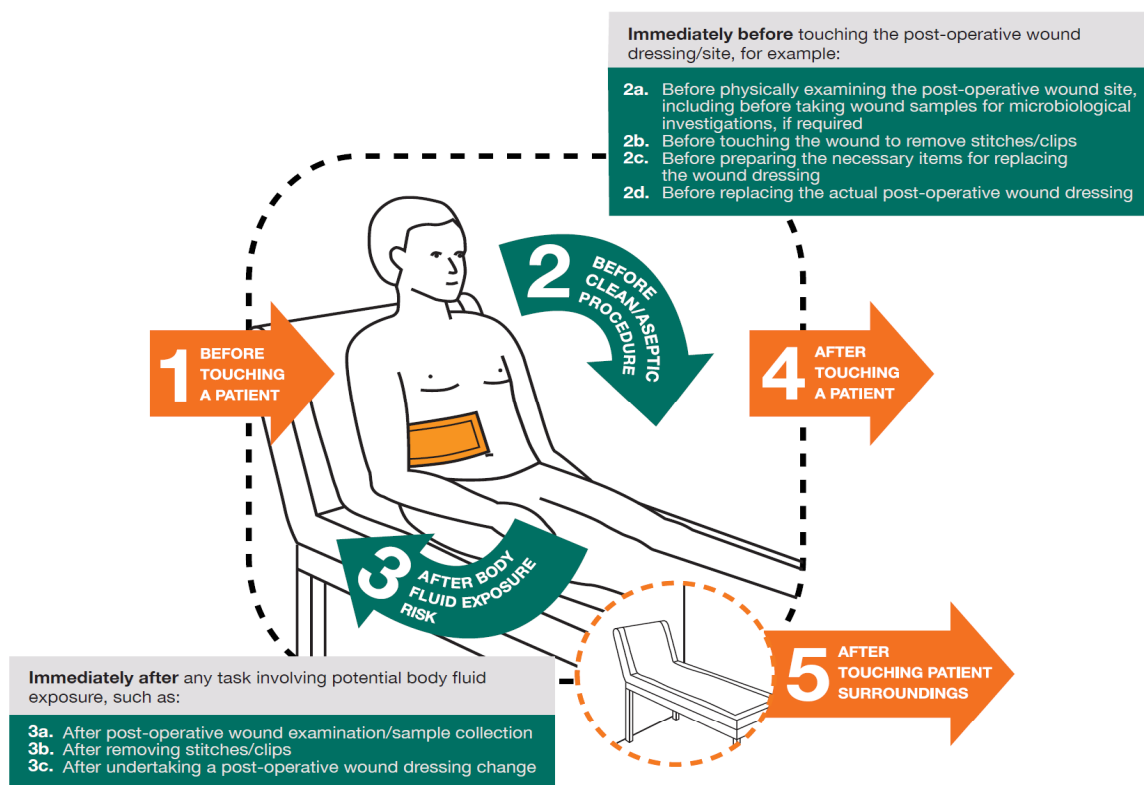 Immediately before touching the post-operative wound
dressing/site, for example:
2a. Before physically examining the post-operative wound site,
including before taking wound samples for microbiological
investigations, if required
2b. Before touching the wound to remove stitches/clips
2c. Before preparing the necessary items for replacing
the wound dressing
2d. Before replacing the actual post-operative wound dressing
1
BEFORE
TOUCHING
A PATIENT
2
BEFORE
CLEAN/ASEPTIC
PROCEDURE
3
AFTER BODY
FLUID EXPOSURE
RISK
4
AFTER
TOUCHING
A PATIENT
5
AFTER
TOUCHING PATIENT
SURROUNDINGS
Immediately after any task involving potential body fluid
exposure, such as:
3a. After post-operative wound examination/sample collection
3b. After removing stitches/clips
3c. After undertaking a post-operative wound dressing change